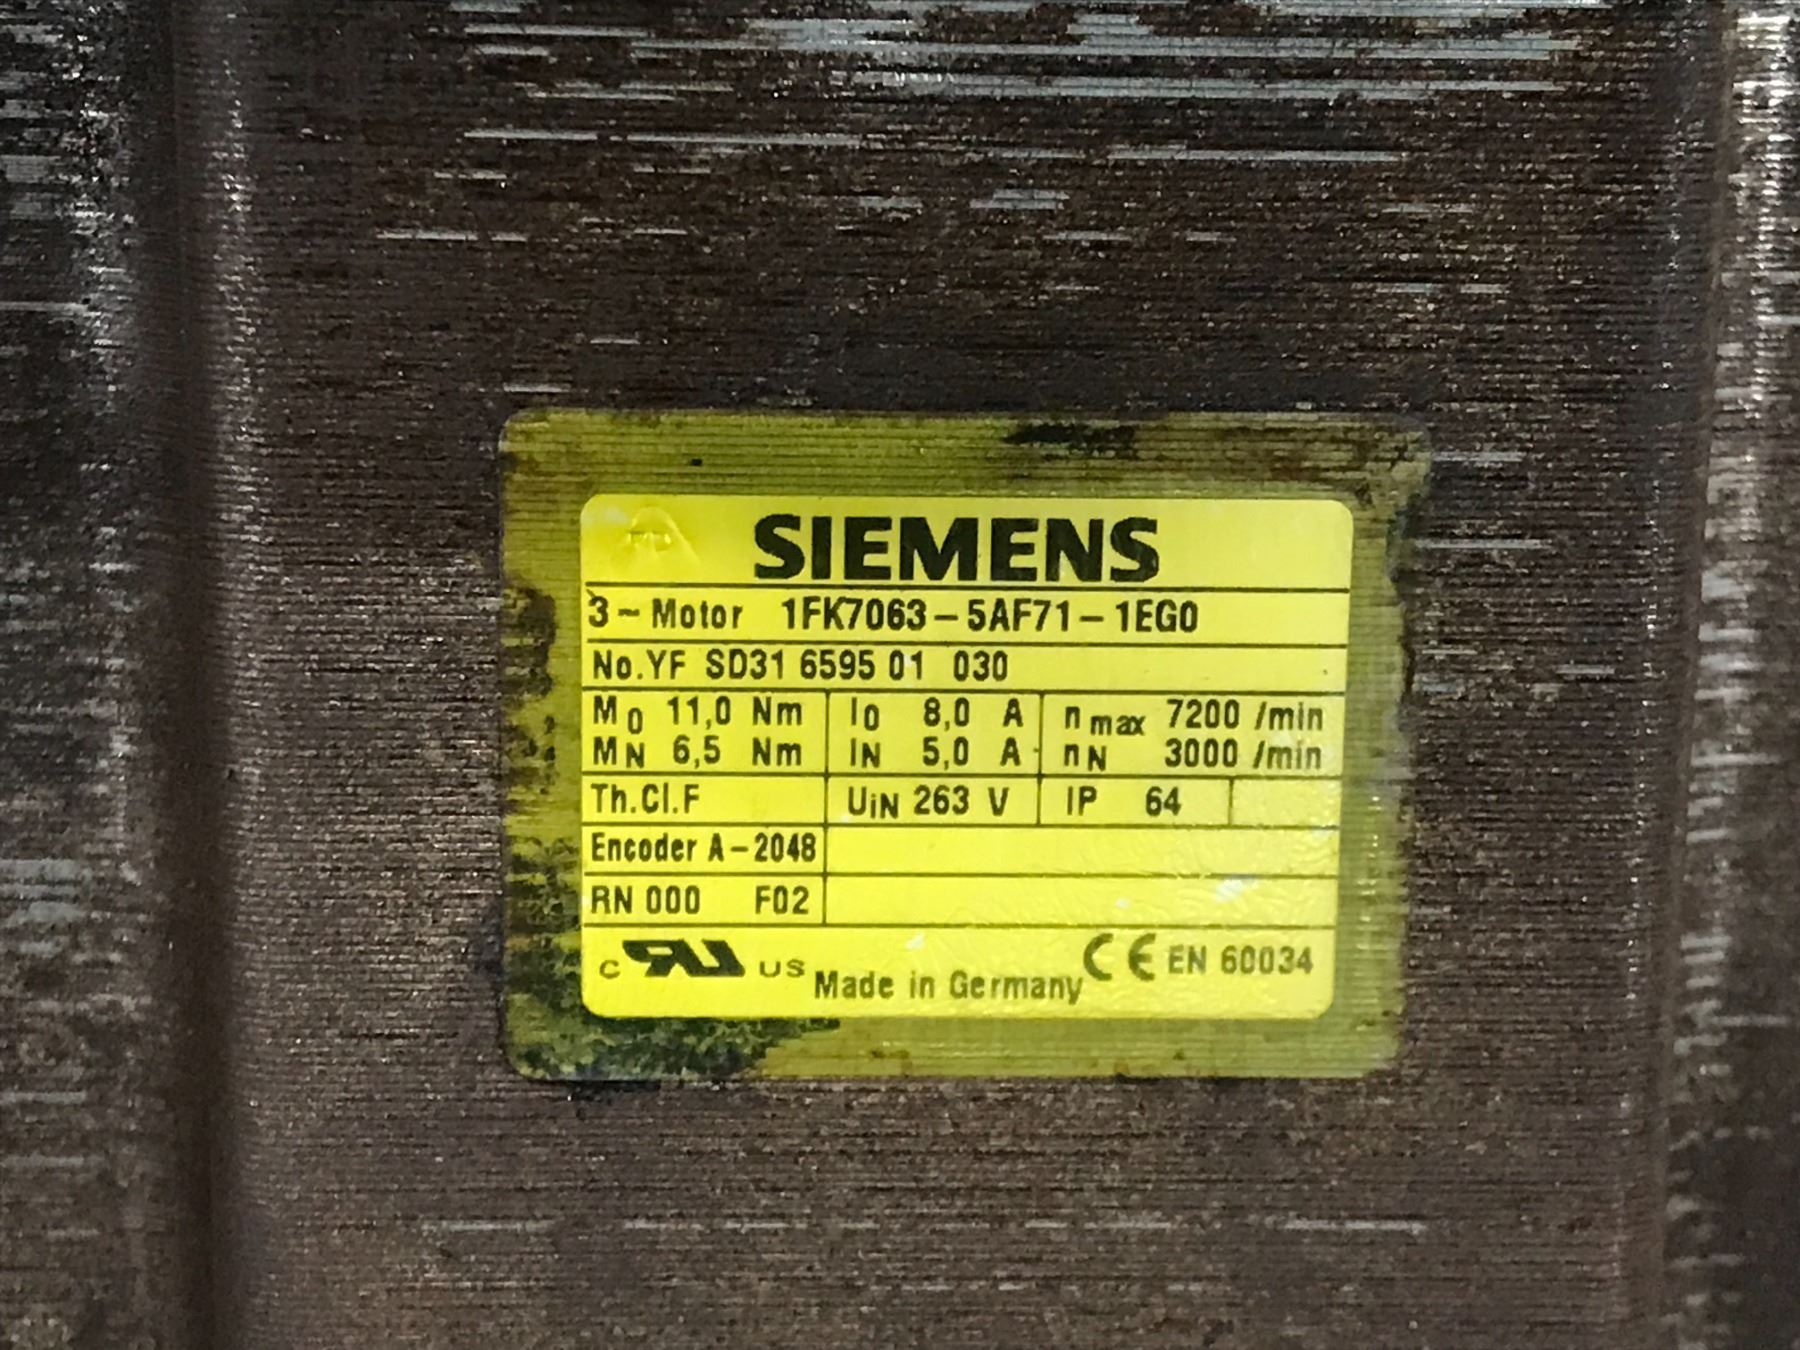 SIEMENS
3~Motor 1FK7063-5AF71-1EG0
No.YF SD31 6595 01 030
M0 11,0 Nm I0 8,0 A nmax 7200 /min
MN 6,5 Nm IN 5,0 A nN 3000 /min
Th.Cl.F UiN 263 V IP 64
Encoder A-2048
RN 000 F02
c RU US Made in Germany CE EN 60034